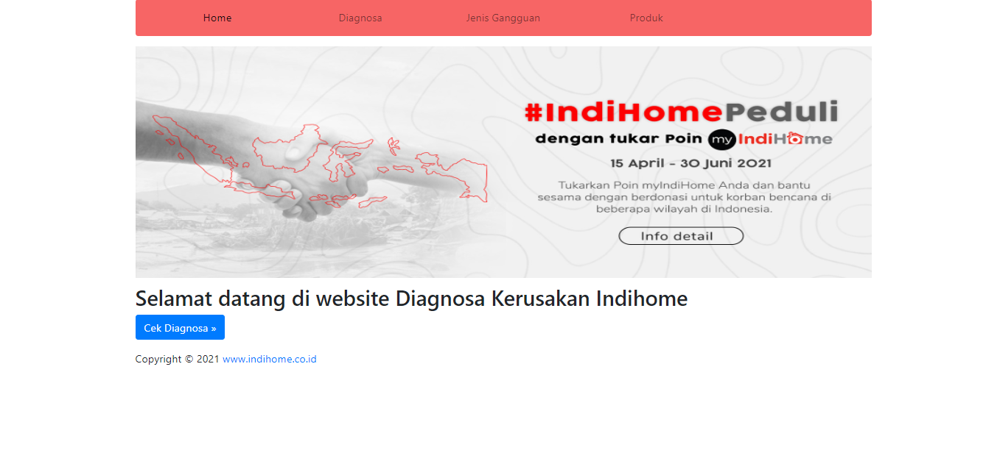 Home Diagnosa Jenis Gangguan Produk
#IndiHomePeduli
dengan tukar Poin my IndiHome
15 April - 30 Juni 2021
Tukarkan Poin myIndiHome Anda dan bantu
sesama dengan berdonasi untuk korban bencana di
beberapa wilayah di Indonesia.
Info detail
Selamat datang di website Diagnosa Kerusakan Indihome
Cek Diagnosa »
Copyright © 2021 www.indihome.co.id